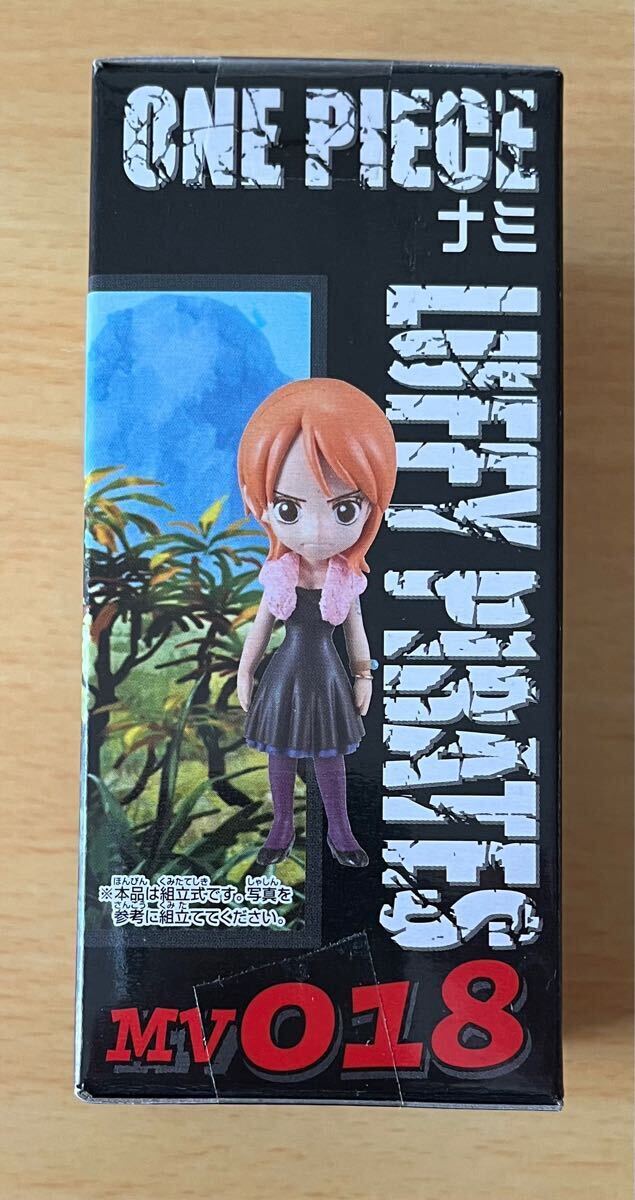 ONE PIECE
ナミ
LUFFY PIRATES
ほんぴん くみたてしき しゃしん
※本品は組立式です。写真を
さんこう くみた
参考に組立ててください。
MV018